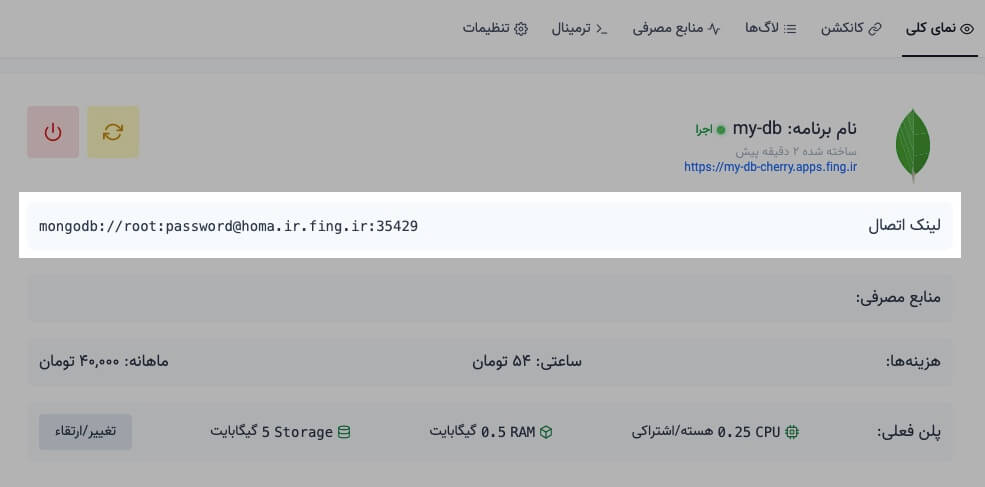 نمای کلی کانکشن لاگ‌ها منابع مصرفی ترمینال تنظیمات
نام برنامه: my-db اجرا
ساخته شده ۲ دقیقه پیش
https://my-db-cherry.apps.fing.ir
لینک اتصال mongodb://root:password@homa.ir.fing.ir:35429
منابع مصرفی:
هزینه‌ها: ساعتی: ۵۴ تومان ماهانه: ۴۰,۰۰۰ تومان
پلن فعلی: 0.25 CPU هسته/اشتراکی 0.5 RAM گیگابایت 5 Storage گیگابایت تغییر/ارتقاء